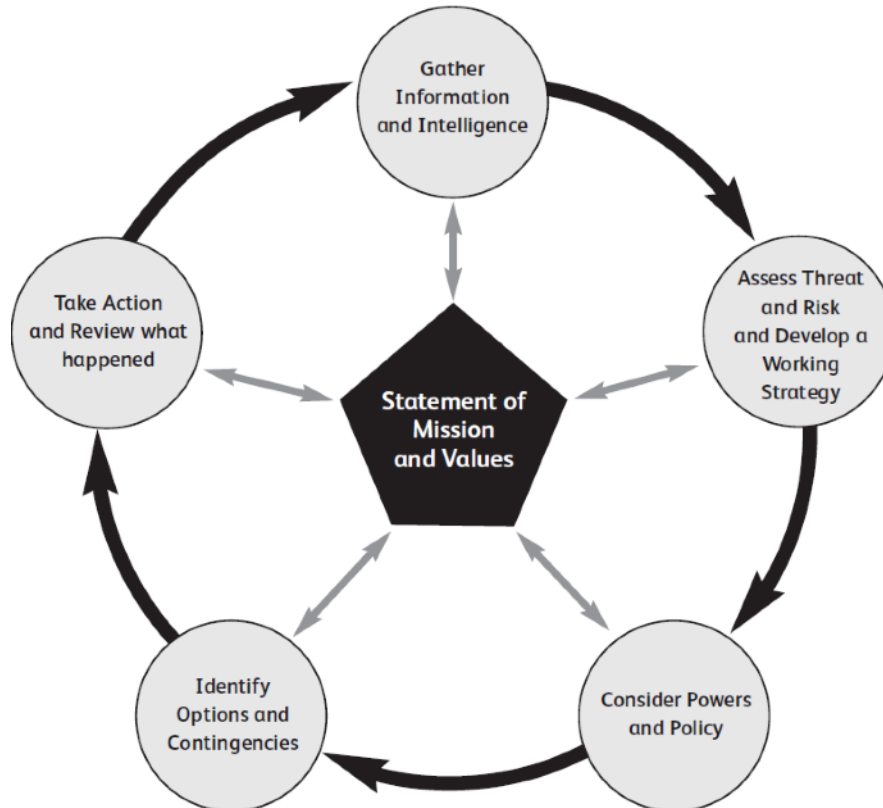 Gather
Information
and Intelligence
Assess Threat
and Risk
and Develop a
Working
Strategy
Consider Powers
and Policy
Identify
Options and
Contingencies
Take Action
and Review what
happened
Statement of
Mission
and Values